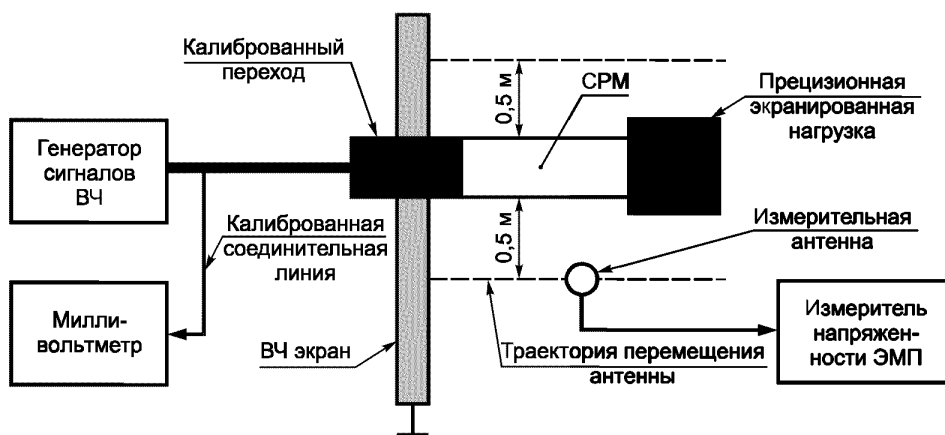 Калиброванный
переход
0,5 м
СРМ
Прецизионная
экранированная
нагрузка
Генератор
сигналов
ВЧ
Калиброванная
соединительная
линия
0,5 м
Измерительная
антенна
Милли-
вольтметр
ВЧ экран
Траектория перемещения
антенны
Измеритель
напряжен-
ности ЭМП